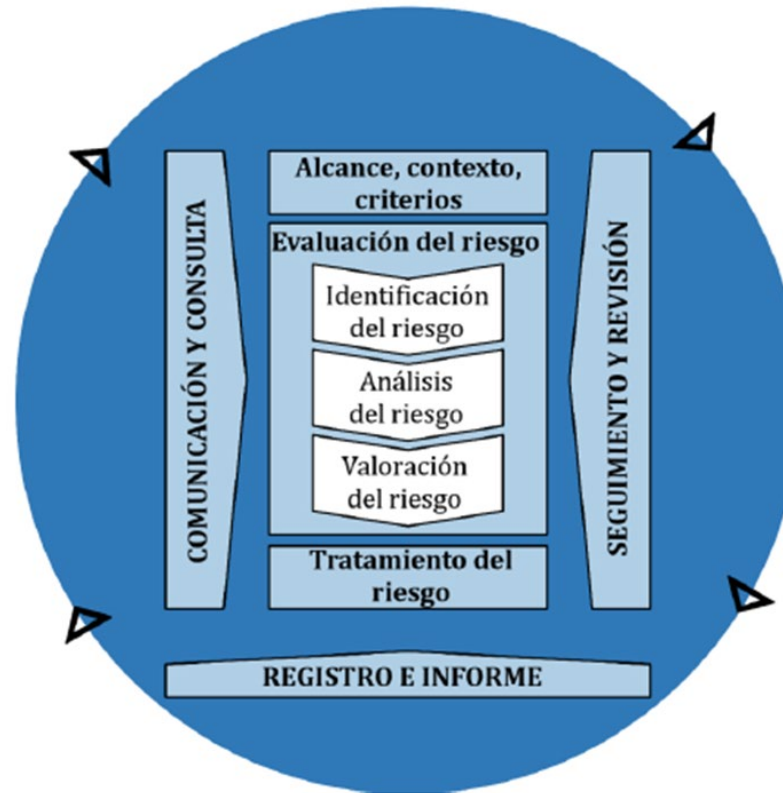 Alcance, contexto,
criterios
Evaluación del riesgo
Identificación
del riesgo
Análisis
del riesgo
Valoración
del riesgo
Tratamiento del
riesgo
COMUNICACIÓN Y CONSULTA
SEGUIMIENTO Y REVISIÓN
REGISTRO E INFORME